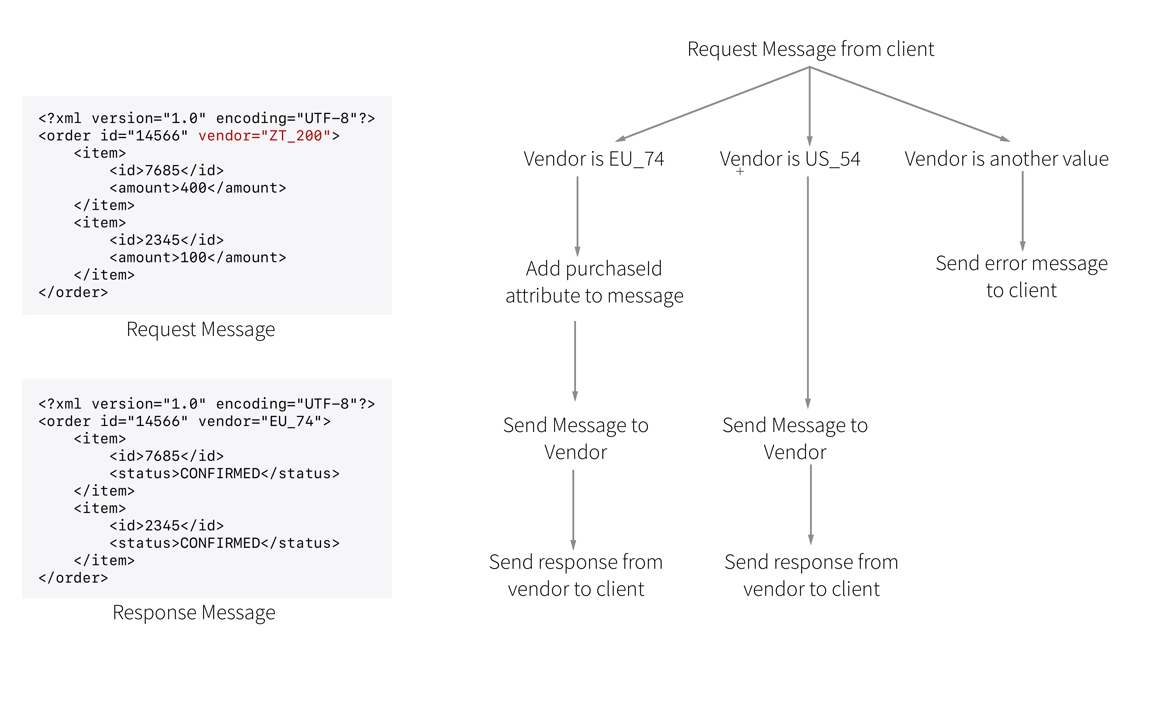 Request Message from client
<?xml version="1.0" encoding="UTF-8"?>
<order id="14566" vendor="ZT_200">
<item>
<id>7685</id>
<amount>400</amount>
</item>
<item>
<id>2345</id>
<amount>100</amount>
</item>
</order>
Request Message
<?xml version="1.0" encoding="UTF-8"?>
<order id="14566" vendor="EU_74">
<item>
<id>7685</id>
<status>CONFIRMED</status>
</item>
<item>
<id>2345</id>
<status>CONFIRMED</status>
</item>
</order>
Response Message
Vendor is EU_74
Vendor is US_54
Vendor is another value
Add purchaseId
attribute to message
Send error message
to client
Send Message to
Vendor
Send Message to
Vendor
Send response from
vendor to client
Send response from
vendor to client